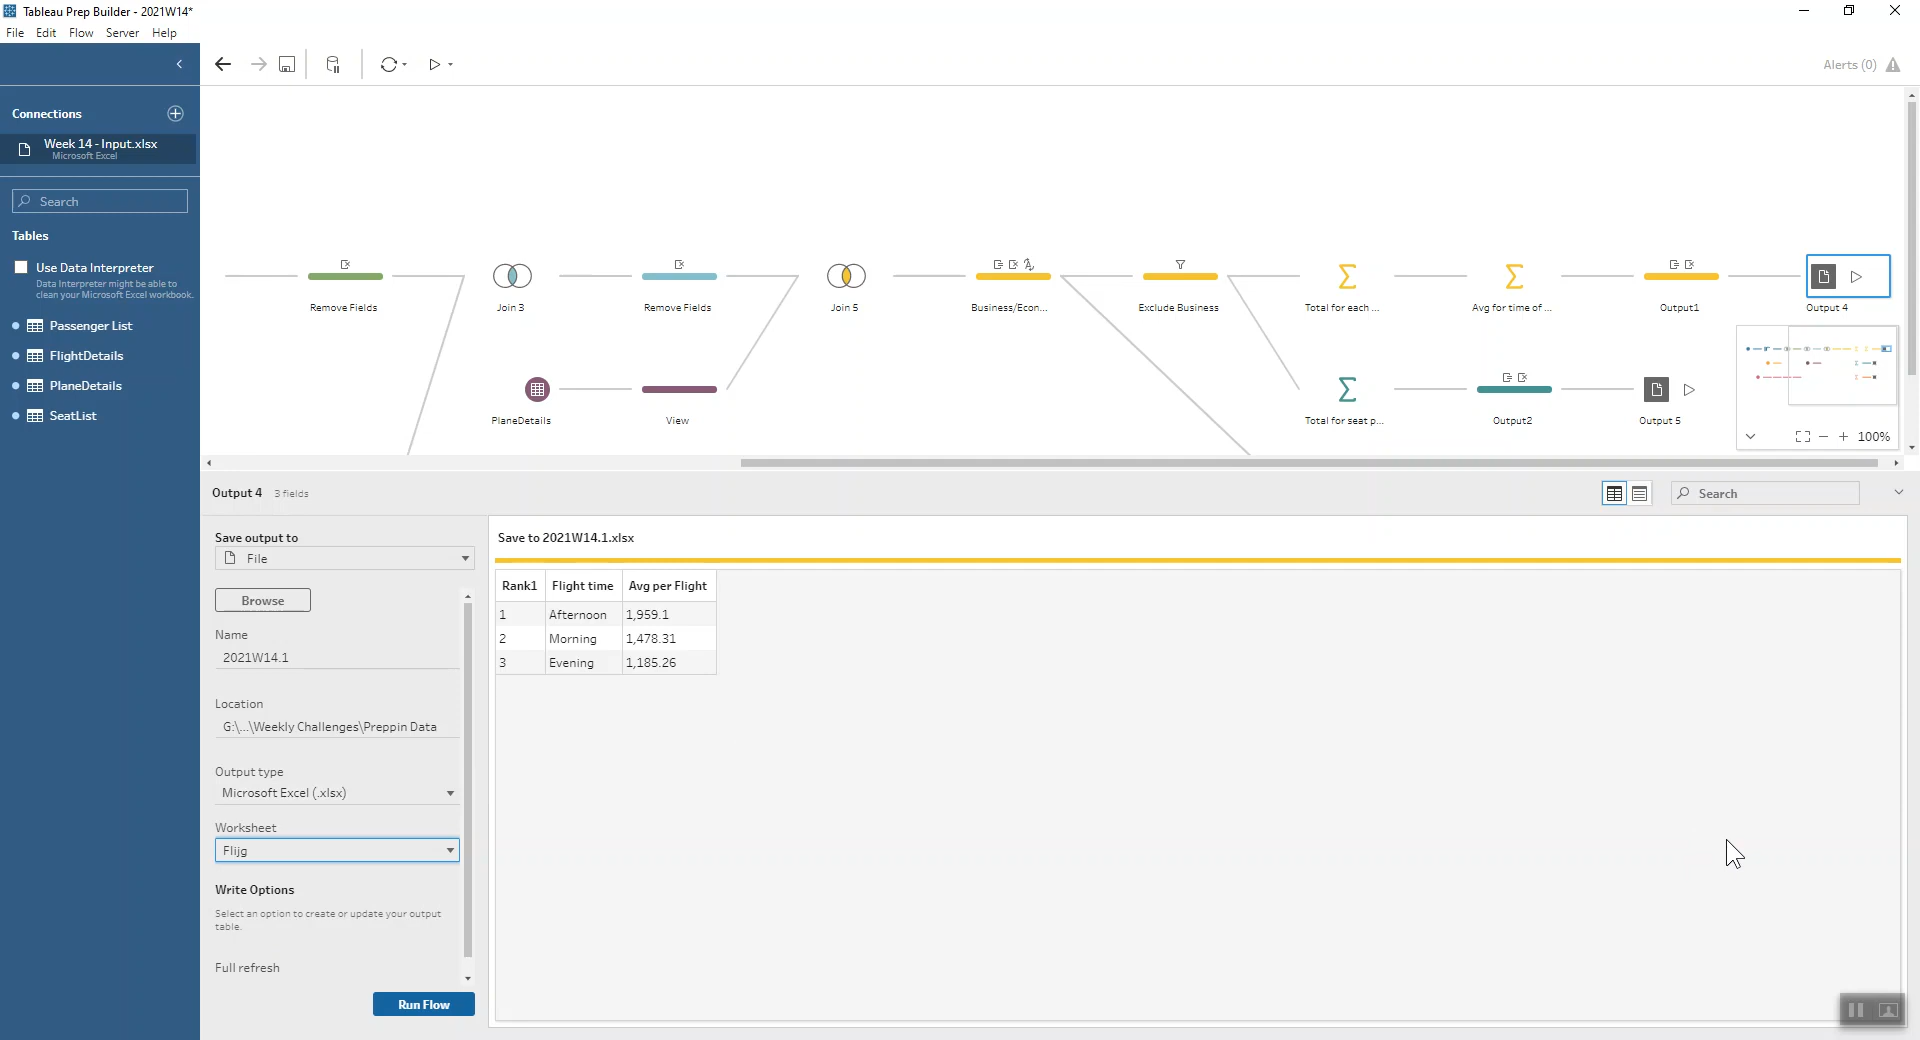 Tableau Prep Builder - 2021W14*
File Edit Flow Server Help
Alerts (0)
Connections
Week 14 - Input.xlsx
Microsoft Excel
Search
Tables
Use Data Interpreter
Data Interpreter might be able to
clean your Microsoft Excel workbook.
Passenger List
FlightDetails
PlaneDetails
SeatList
Remove Fields
Join 3
Remove Fields
Join 5
Business/Econ...
Exclude Business
Total for each ...
Avg for time of ...
Output1
Output 4
PlaneDetails
View
Total for seat p...
Output2
Output 5
100%
Output 4 3 fields
Search
Save output to
File
Browse
Name
2021W14.1
Location
G:\...\Weekly Challenges\Preppin Data
Output type
Microsoft Excel (.xlsx)
Worksheet
Flijg
Write Options
Select an option to create or update your output
table.
Full refresh
Run Flow
Save to 2021W14.1.xlsx
Rank1 Flight time Avg per Flight
1 Afternoon 1,959.1
2 Morning 1,478.31
3 Evening 1,185.26